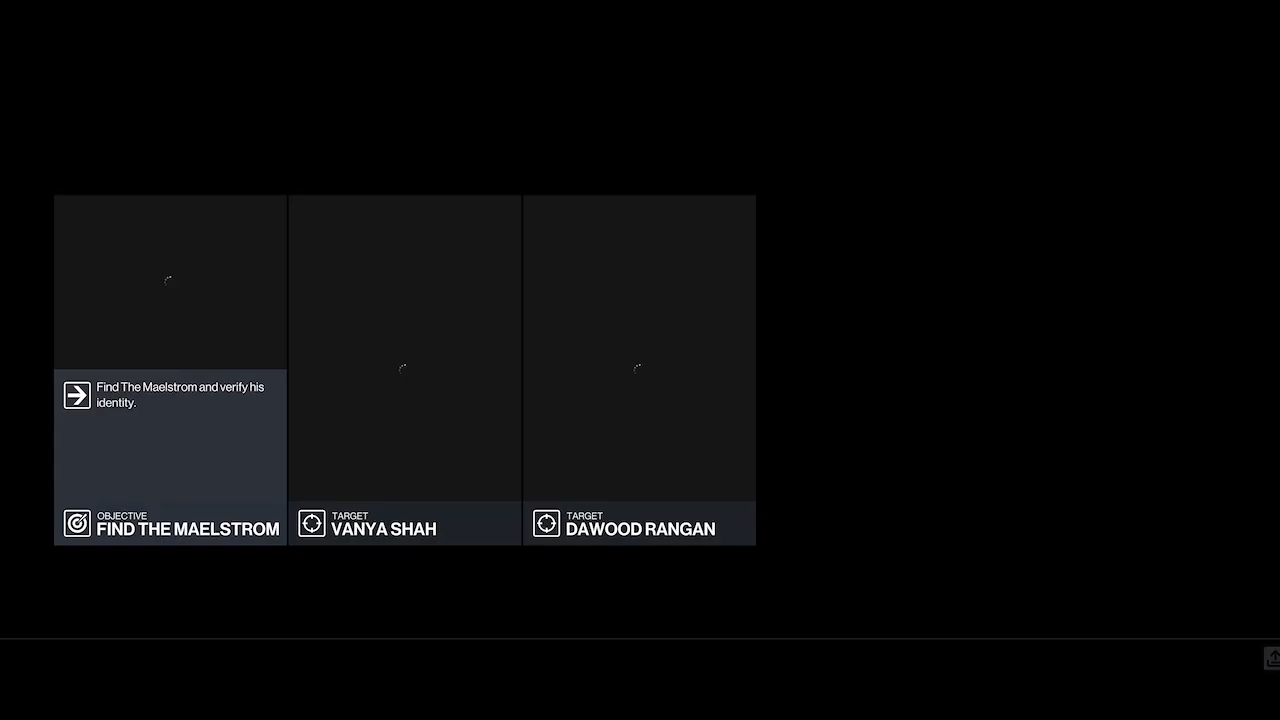 Find The Maelstrom and verify his
identity.
OBJECTIVE
FIND THE MAELSTROM
TARGET
VANYA SHAH
TARGET
DAWOOD RANGAN